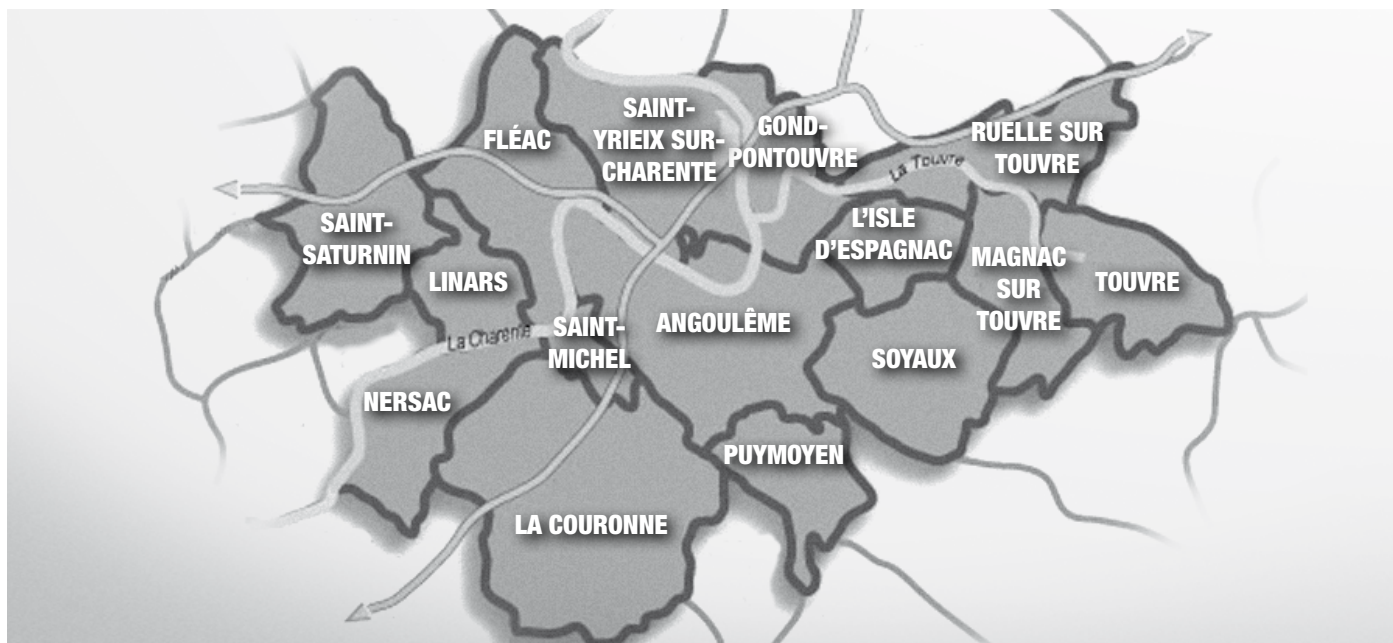 SAINT-
YRIEIX SUR-
CHARENTE
GOND-
PONTOUVRE
FLÉAC
RUELLE SUR
TOUVRE
La Touvre
SAINT-
SATURNIN
L'ISLE
D'ESPAGNAC
LINARS
MAGNAC
SUR
TOUVRE
TOUVRE
La Charente
SAINT-
MICHEL
ANGOULÊME
SOYAUX
NERSAC
PUYMOYEN
LA COURONNE